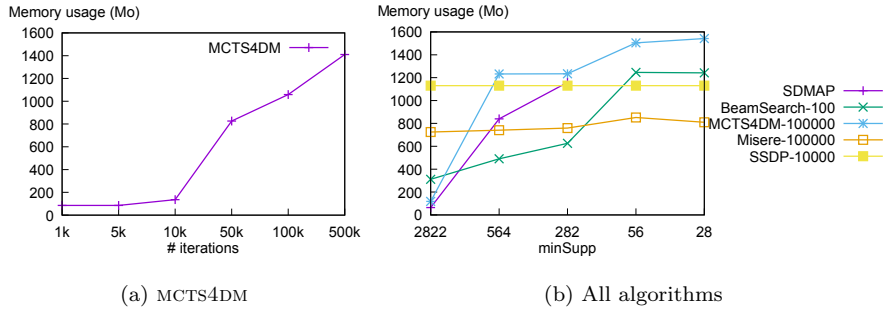 Memory usage (Mo)
1600
1400
1200
1000
800
600
400
200
0
1k 5k 10k 50k 100k 500k
# iterations
MCTS4DM
(a) MCTS4DM
Memory usage (Mo)
1600
1400
1200
1000
800
600
400
200
0
2822 564 282 56 28
minSupp
SDMAP
BeamSearch-100
MCTS4DM-100000
Misere-100000
SSDP-10000
(b) All algorithms